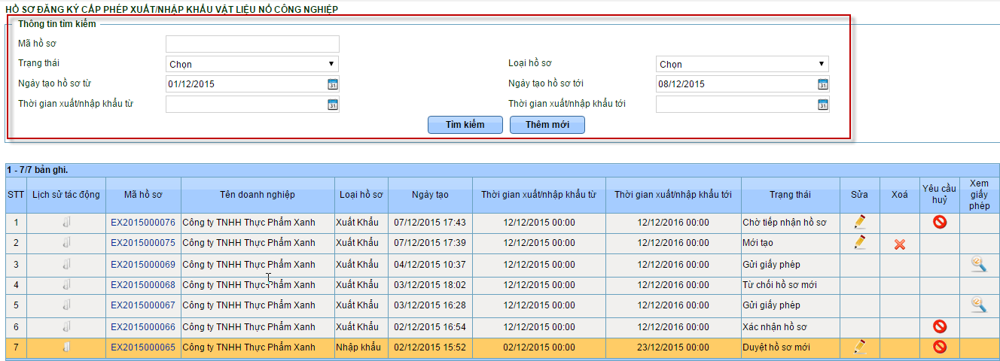 HỒ SƠ ĐĂNG KÝ CẤP PHÉP XUẤT/NHẬP KHẨU VẬT LIỆU NỔ CÔNG NGHIỆP
Thông tin tìm kiếm
Mã hồ sơ
Trạng thái Chọn Loại hồ sơ Chọn
Ngày tạo hồ sơ từ 01/12/2015 31 Ngày tạo hồ sơ tới 08/12/2015 31
Thời gian xuất/nhập khẩu từ 31 Thời gian xuất/nhập khẩu tới 31
Tìm kiếm Thêm mới
1 - 7/7 bản ghi.
STT Lịch sử tác động Mã hồ sơ Tên doanh nghiệp Loại hồ sơ Ngày tạo Thời gian xuất/nhập khẩu từ Thời gian xuất/nhập khẩu tới Trạng thái Sửa Xoá Yêu cầu huỷ Xem giấy phép
1 EX2015000076 Công ty TNHH Thực Phẩm Xanh Xuất Khẩu 07/12/2015 17:43 12/12/2015 00:00 12/12/2016 00:00 Chờ tiếp nhận hồ sơ
2 EX2015000075 Công ty TNHH Thực Phẩm Xanh Xuất Khẩu 07/12/2015 17:39 12/12/2015 00:00 12/12/2016 00:00 Mới tạo
3 EX2015000069 Công ty TNHH Thực Phẩm Xanh Xuất Khẩu 04/12/2015 10:37 12/12/2015 00:00 12/12/2016 00:00 Gửi giấy phép
4 EX2015000068 Công ty TNHH Thực Phẩm Xanh Xuất Khẩu 03/12/2015 18:02 12/12/2015 00:00 12/12/2016 00:00 Từ chối hồ sơ mới
5 EX2015000067 Công ty TNHH Thực Phẩm Xanh Xuất Khẩu 03/12/2015 16:28 12/12/2015 00:00 12/12/2016 00:00 Gửi giấy phép
6 EX2015000066 Công ty TNHH Thực Phẩm Xanh Xuất Khẩu 02/12/2015 16:54 12/12/2015 00:00 12/12/2016 00:00 Xác nhận hồ sơ
7 EX2015000065 Công ty TNHH Thực Phẩm Xanh Nhập khẩu 02/12/2015 15:52 02/12/2015 00:00 23/12/2015 00:00 Duyệt hồ sơ mới